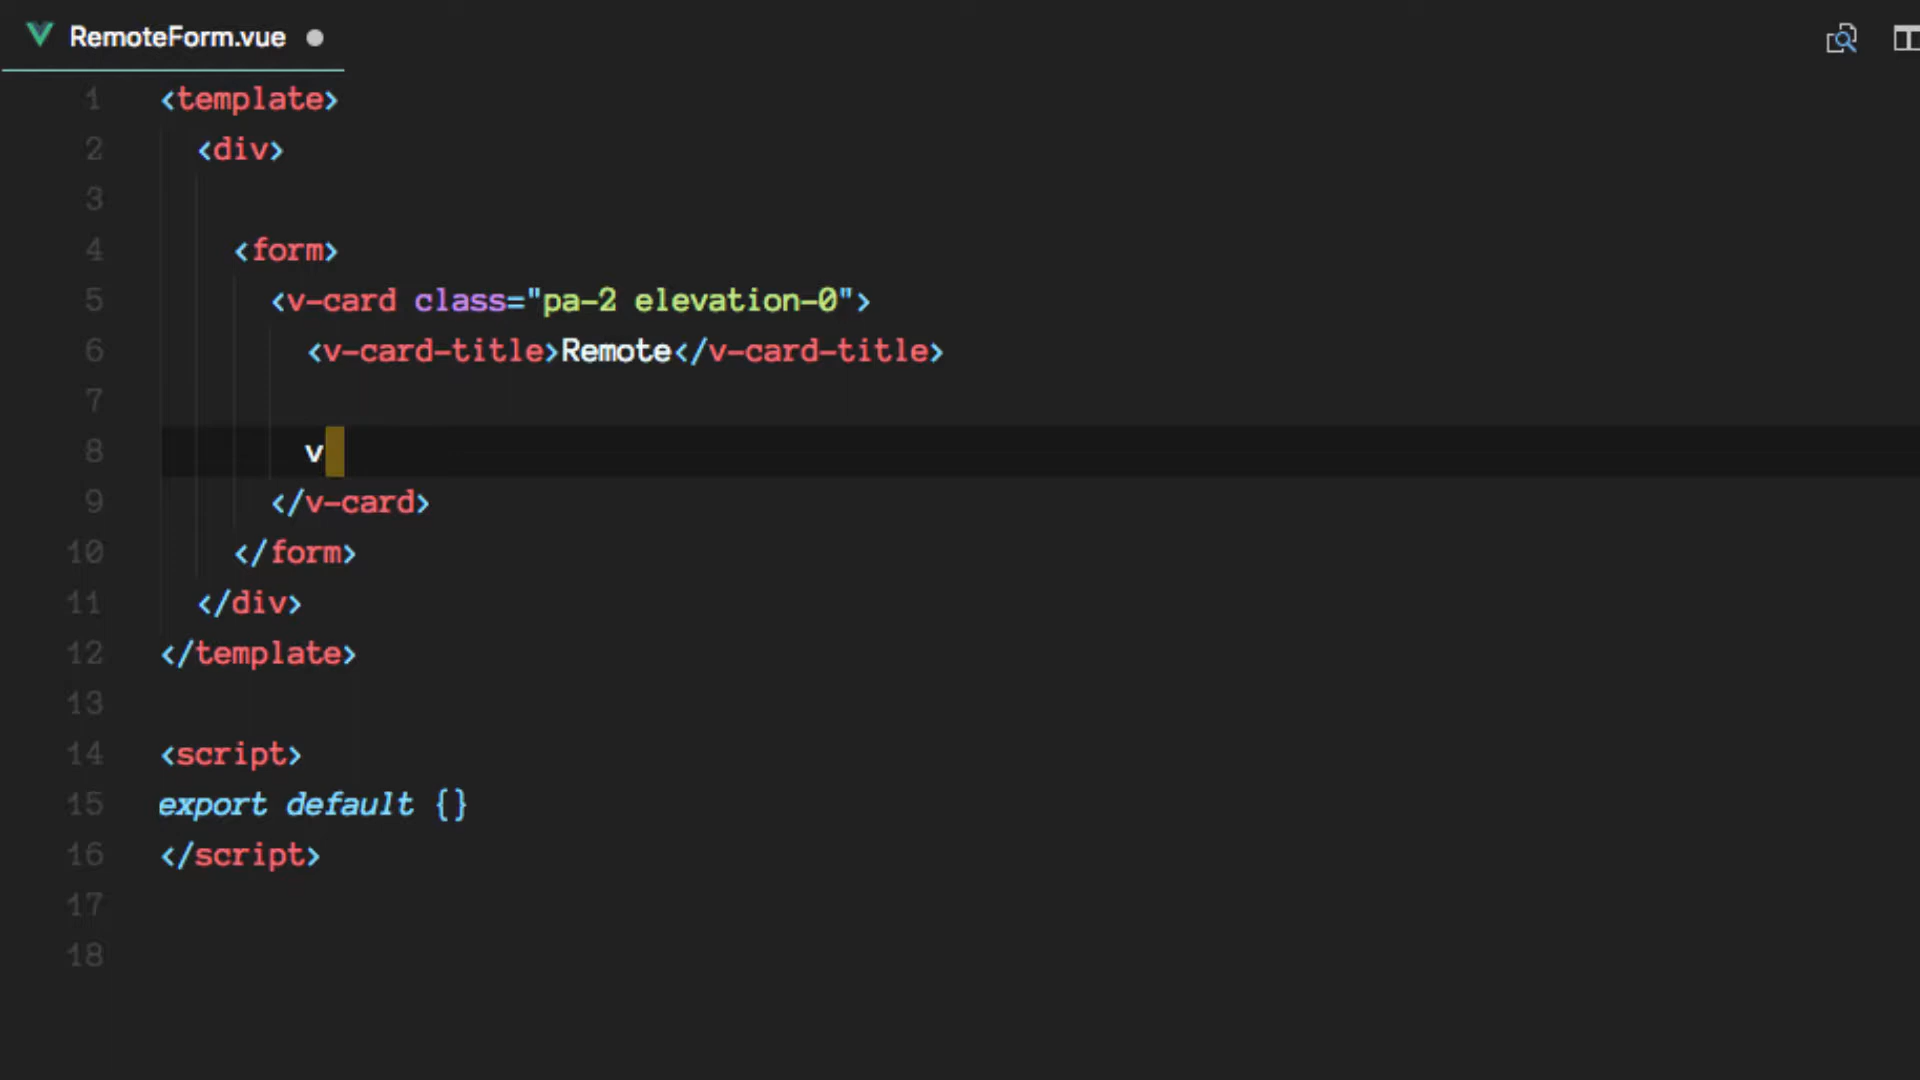 RemoteForm.vue
1 <template>
2 <div>
3
4 <form>
5 <v-card class="pa-2 elevation-0">
6 <v-card-title>Remote</v-card-title>
7
8 v
9 </v-card>
10 </form>
11 </div>
12 </template>
13
14 <script>
15 export default {}
16 </script>
17
18